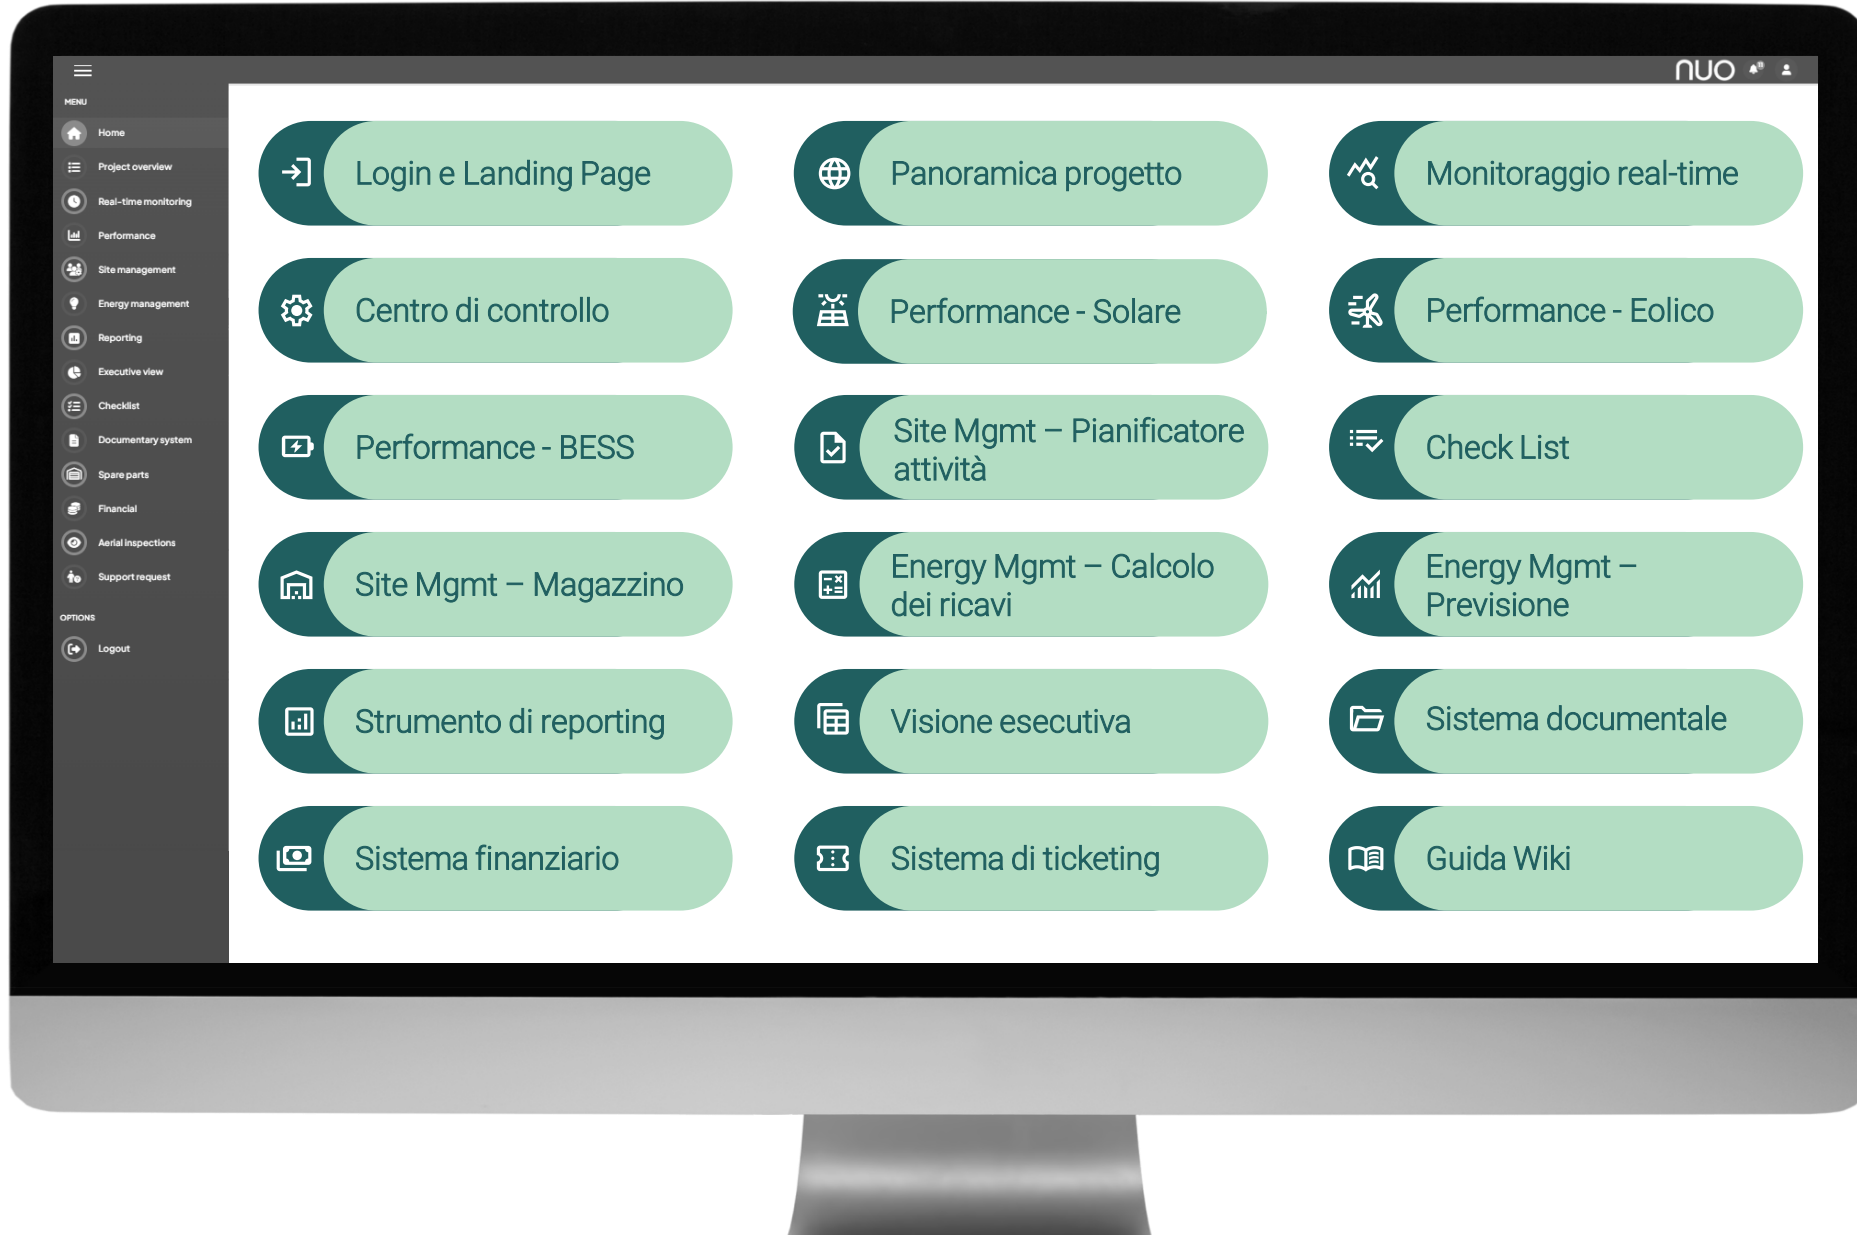 nuo
MENU
Home
Project overview
Real-time monitoring
Performance
Site management
Energy management
Reporting
Executive view
Checklist
Documentary system
Spare parts
Financial
Aerial inspections
Support request
OPTIONS
Logout
Login e Landing Page
Panoramica progetto
Monitoraggio real-time
Centro di controllo
Performance - Solare
Performance - Eolico
Performance - BESS
Site Mgmt – Pianificatore
attività
Check List
Site Mgmt – Magazzino
Energy Mgmt – Calcolo
dei ricavi
Energy Mgmt –
Previsione
Strumento di reporting
Visione esecutiva
Sistema documentale
Sistema finanziario
Sistema di ticketing
Guida Wiki